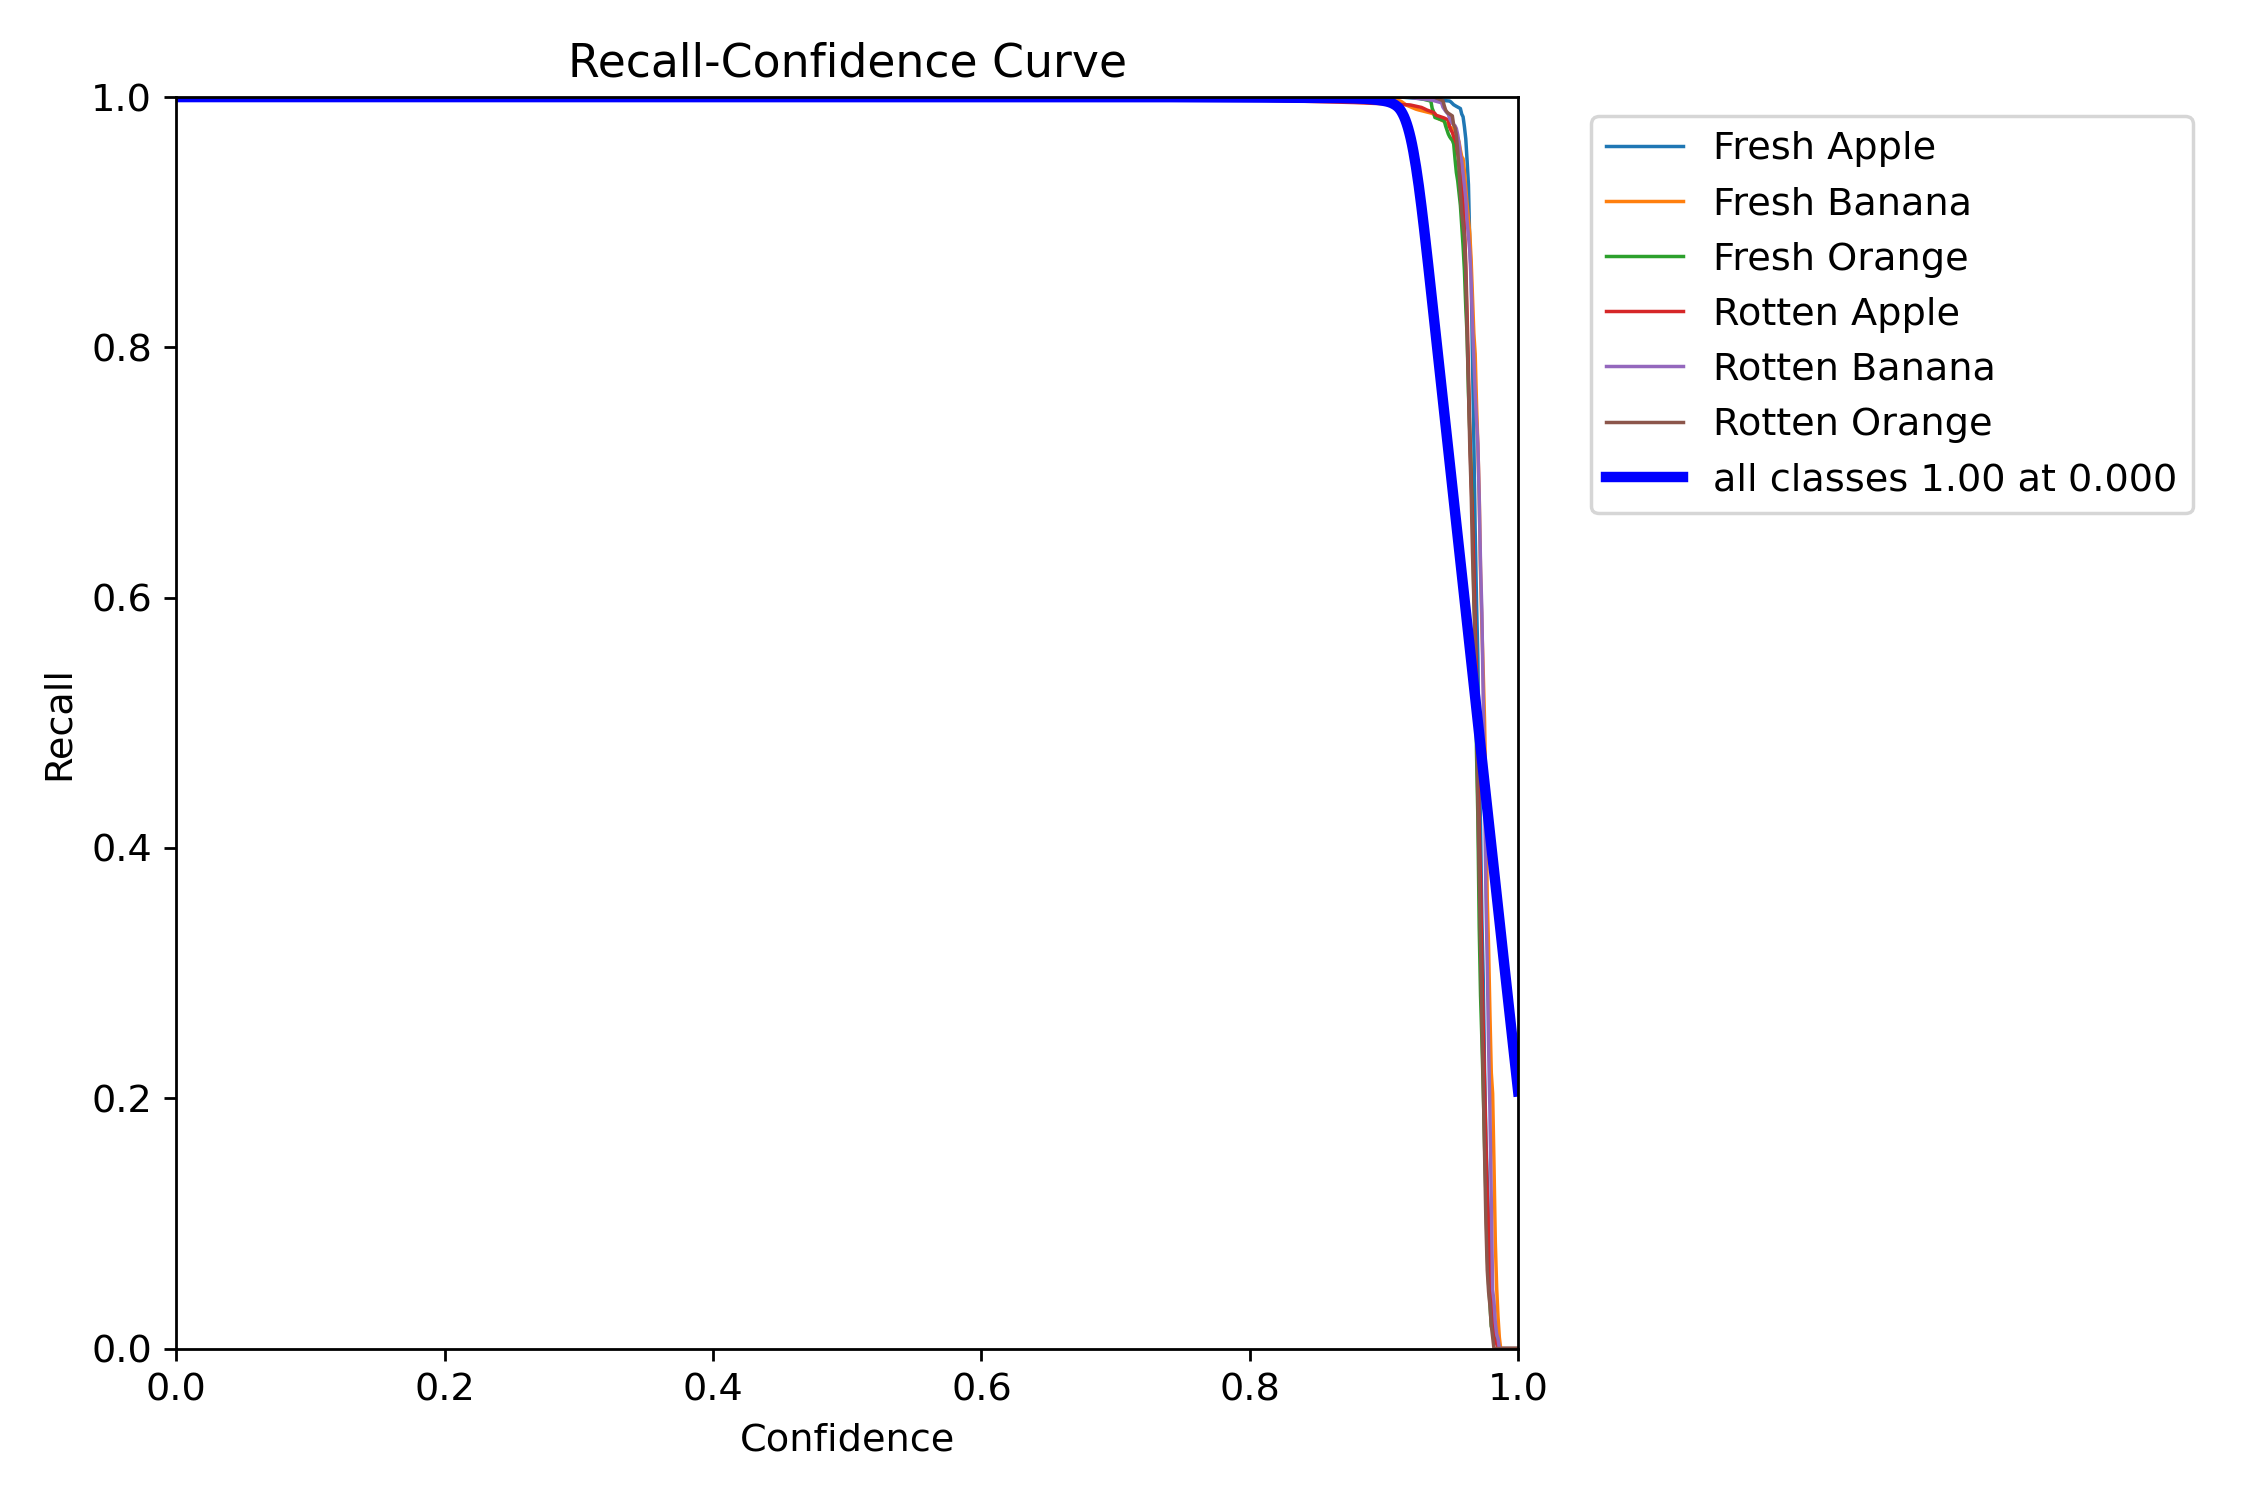 Recall-Confidence Curve
1.0
0.8
0.6
0.4
0.2
0.0
Recall
0.0 0.2 0.4 0.6 0.8 1.0
Confidence
Fresh Apple
Fresh Banana
Fresh Orange
Rotten Apple
Rotten Banana
Rotten Orange
all classes 1.00 at 0.000